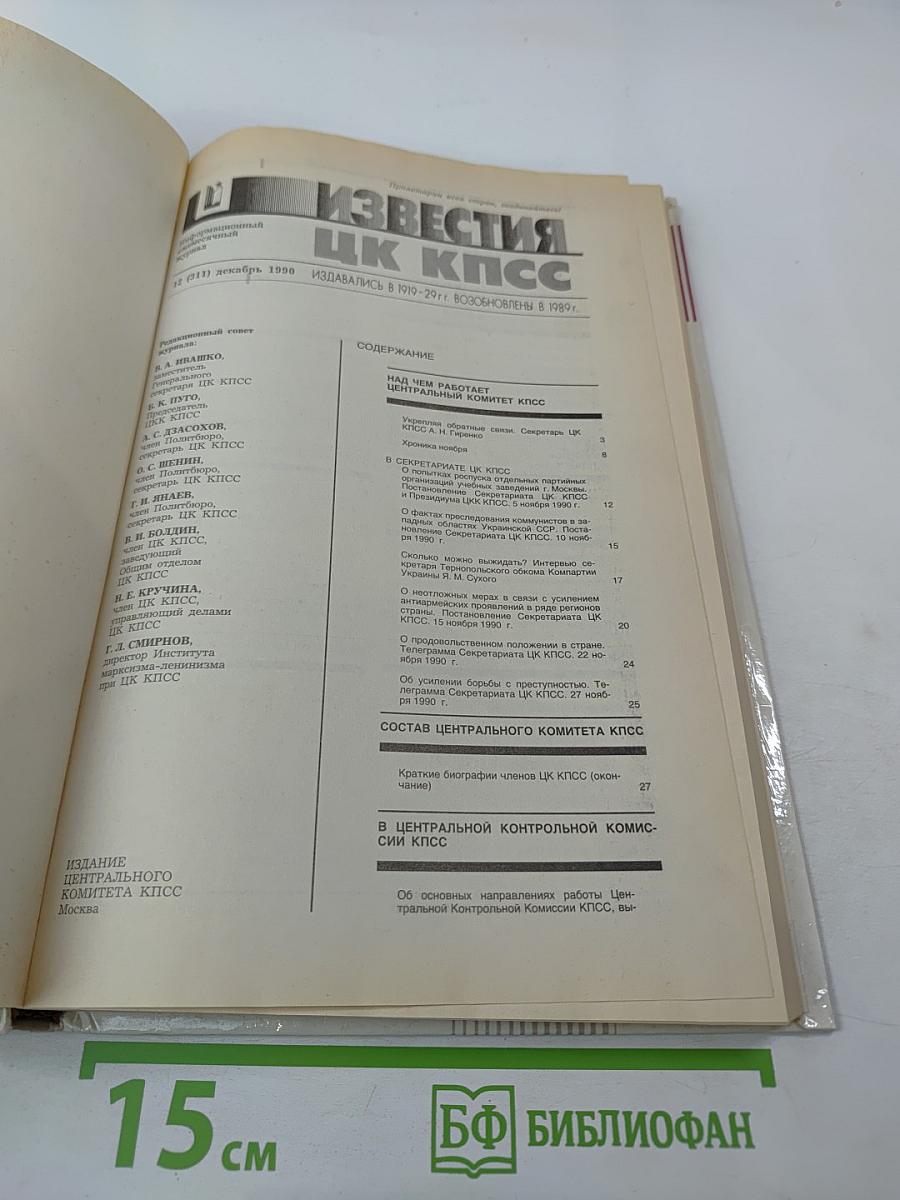 Пролетарии всех стран, соединяйтесь!
ИЗВЕСТИЯ
ЦК КПСС
Информационный
ежемесячный
журнал
12 (311) декабрь 1990
ИЗДАВАЛИСЬ В 1919-29 г г. ВОЗОБНОВЛЕНЫ В 1989 г.
Редакционный совет
журнала:
В. А. ИВАШКО,
заместитель
Генерального
секретаря ЦК КПСС
Б. К. ПУГО,
Председатель
ЦКК КПСС
А. С. ДЗАСОХОВ,
член Политбюро,
секретарь ЦК КПСС
О. С. ШЕНИН,
член Политбюро,
секретарь ЦК КПСС
Г. И. ЯНАЕВ,
член Политбюро,
секретарь ЦК КПСС
В. И. БОЛДИН,
член ЦК КПСС,
заведующий
Общим отделом
ЦК КПСС
Н. Е. КРУЧИНА,
член ЦК КПСС,
управляющий делами
ЦК КПСС
Г. Л. СМИРНОВ,
директор Института
марксизма-ленинизма
при ЦК КПСС
ИЗДАНИЕ
ЦЕНТРАЛЬНОГО
КОМИТЕТА КПСС
Москва
СОДЕРЖАНИЕ
НАД ЧЕМ РАБОТАЕТ
ЦЕНТРАЛЬНЫЙ КОМИТЕТ КПСС
Укрепляя обратные связи. Секретарь ЦК
КПСС А. Н. Гиренко 3
Хроника ноября 8
В СЕКРЕТАРИАТЕ ЦК КПСС
О попытках роспуска отдельных партийных
организаций учебных заведений г. Москвы.
Постановление Секретариата ЦК КПСС
и Президиума ЦКК КПСС. 5 ноября 1990 г. 12
О фактах преследования коммунистов в за-
падных областях Украинской ССР. Поста-
новление Секретариата ЦК КПСС. 10 нояб-
ря 1990 г. 15
Сколько можно выжидать? Интервью се-
кретаря Тернопольского обкома Компартии
Украины Я. М. Сухого 17
О неотложных мерах в связи с усилением
антиармейских проявлений в ряде регионов
страны. Постановление Секретариата ЦК
КПСС. 15 ноября 1990 г. 20
О продовольственном положении в стране.
Телеграмма Секретариата ЦК КПСС. 22 но-
ября 1990 г. 24
Об усилении борьбы с преступностью. Те-
леграмма Секретариата ЦК КПСС. 27 нояб-
ря 1990 г. 25
СОСТАВ ЦЕНТРАЛЬНОГО КОМИТЕТА КПСС
Краткие биографии членов ЦК КПСС (окон-
чание) 27
В ЦЕНТРАЛЬНОЙ КОНТРОЛЬНОЙ КОМИС-
СИИ КПСС
Об основных направлениях работы Цен-
тральной Контрольной Комиссии КПСС, вы-
15 см
БФ БИБЛИОФАН